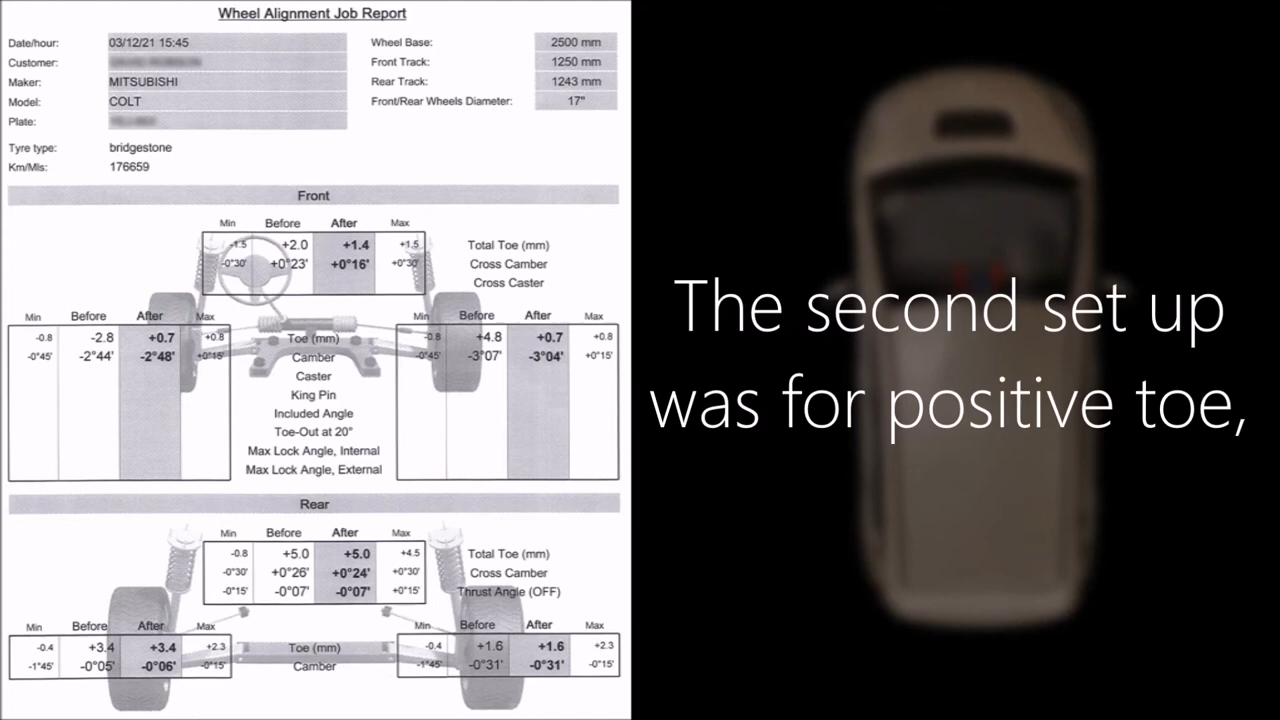 Wheel Alignment Job Report
Date/hour: 03/12/21 15:45
Customer:
Maker: MITSUBISHI
Model: COLT
Plate:
Tyre type: bridgestone
Km/Mls: 176659
Wheel Base: 2500 mm
Front Track: 1250 mm
Rear Track: 1243 mm
Front/Rear Wheels Diameter: 17"
Front
Min Before After Max
-1.5 +2.0 +1.4 +1.5 Total Toe (mm)
-0°30' +0°23' +0°16' +0°30' Cross Camber
Cross Caster
Min Before After Max Min Before After Max
-0.8 -2.8 +0.7 +0.8 Toe (mm) -0.8 +4.8 +0.7 +0.8
-0°45' -2°44' -2°48' +0°15' Camber -0°45' -3°07' -3°04' +0°15'
Caster
King Pin
Included Angle
Toe-Out at 20°
Max Lock Angle, Internal
Max Lock Angle, External
Rear
Min Before After Max
-0.8 +5.0 +5.0 +4.5 Total Toe (mm)
-0°30' +0°26' +0°24' +0°30' Cross Camber
-0°15' -0°07' -0°07' +0°15' Thrust Angle (OFF)
Min Before After Max Min Before After Max
-0.4 +3.4 +3.4 +2.3 Toe (mm) -0.4 +1.6 +1.6 +2.3
-1°45' -0°05' -0°06' -0°15' Camber -1°45' -0°31' -0°31' -0°15'
The second set up
was for positive toe,